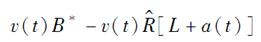 v(t)B* − v(t)R̂[L + a(t)]